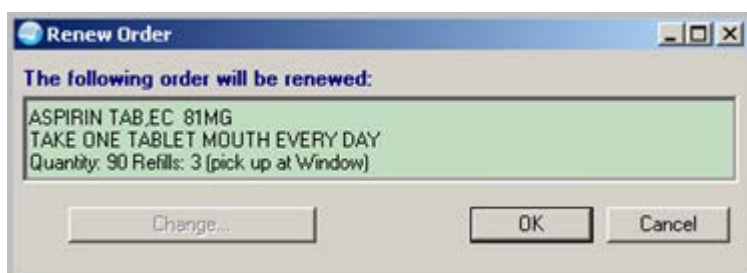 Renew Order
The following order will be renewed:
ASPIRIN TAB,EC 81MG
TAKE ONE TABLET MOUTH EVERY DAY
Quantity: 90 Refills: 3 (pick up at Window)
Change...
OK
Cancel